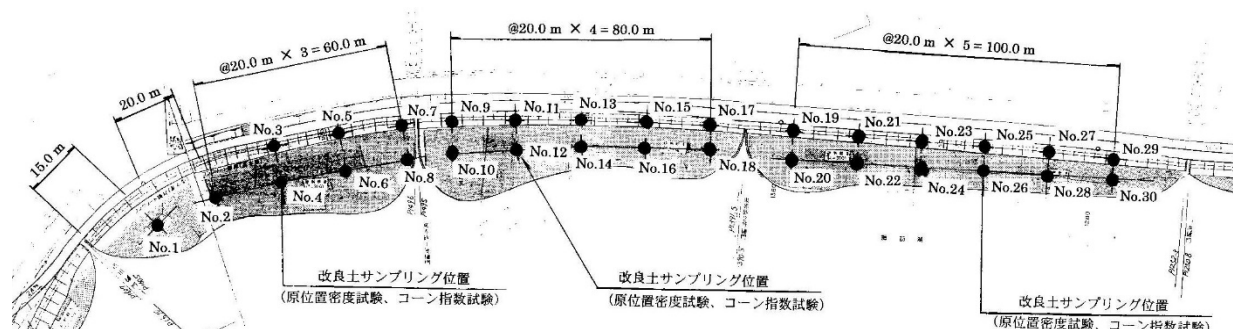 @20.0 m × 3 = 60.0 m
@20.0 m × 4 = 80.0 m
@20.0 m × 5 = 100.0 m
20.0 m
15.0 m
No.1
No.2
No.3
No.4
No.5
No.6
No.7
No.8
No.9
No.10
No.11
No.12
No.13
No.14
No.15
No.16
No.17
No.18
No.19
No.20
No.21
No.22
No.23
No.24
No.25
No.26
No.27
No.28
No.29
No.30
改良土サンプリング位置
(原位置密度試験、コーン指数試験)
改良土サンプリング位置
(原位置密度試験、コーン指数試験)
改良土サンプリング位置
(原位置密度試験、コーン指数試験)